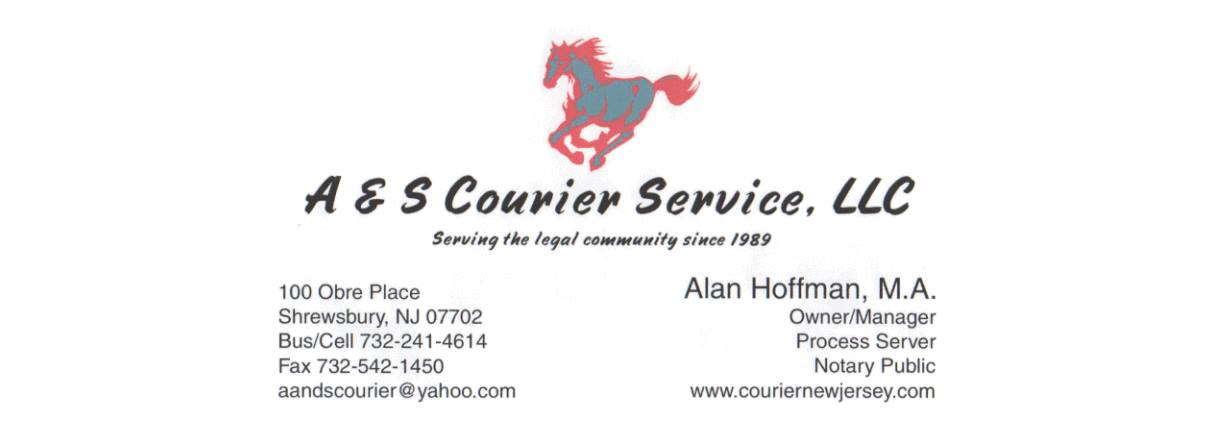 A & S Courier Service, LLC
Serving the legal community since 1989
100 Obre Place
Shrewsbury, NJ 07702
Bus/Cell 732-241-4614
Fax 732-542-1450
aandscourier@yahoo.com
Alan Hoffman, M.A.
Owner/Manager
Process Server
Notary Public
www.couriernewjersey.com